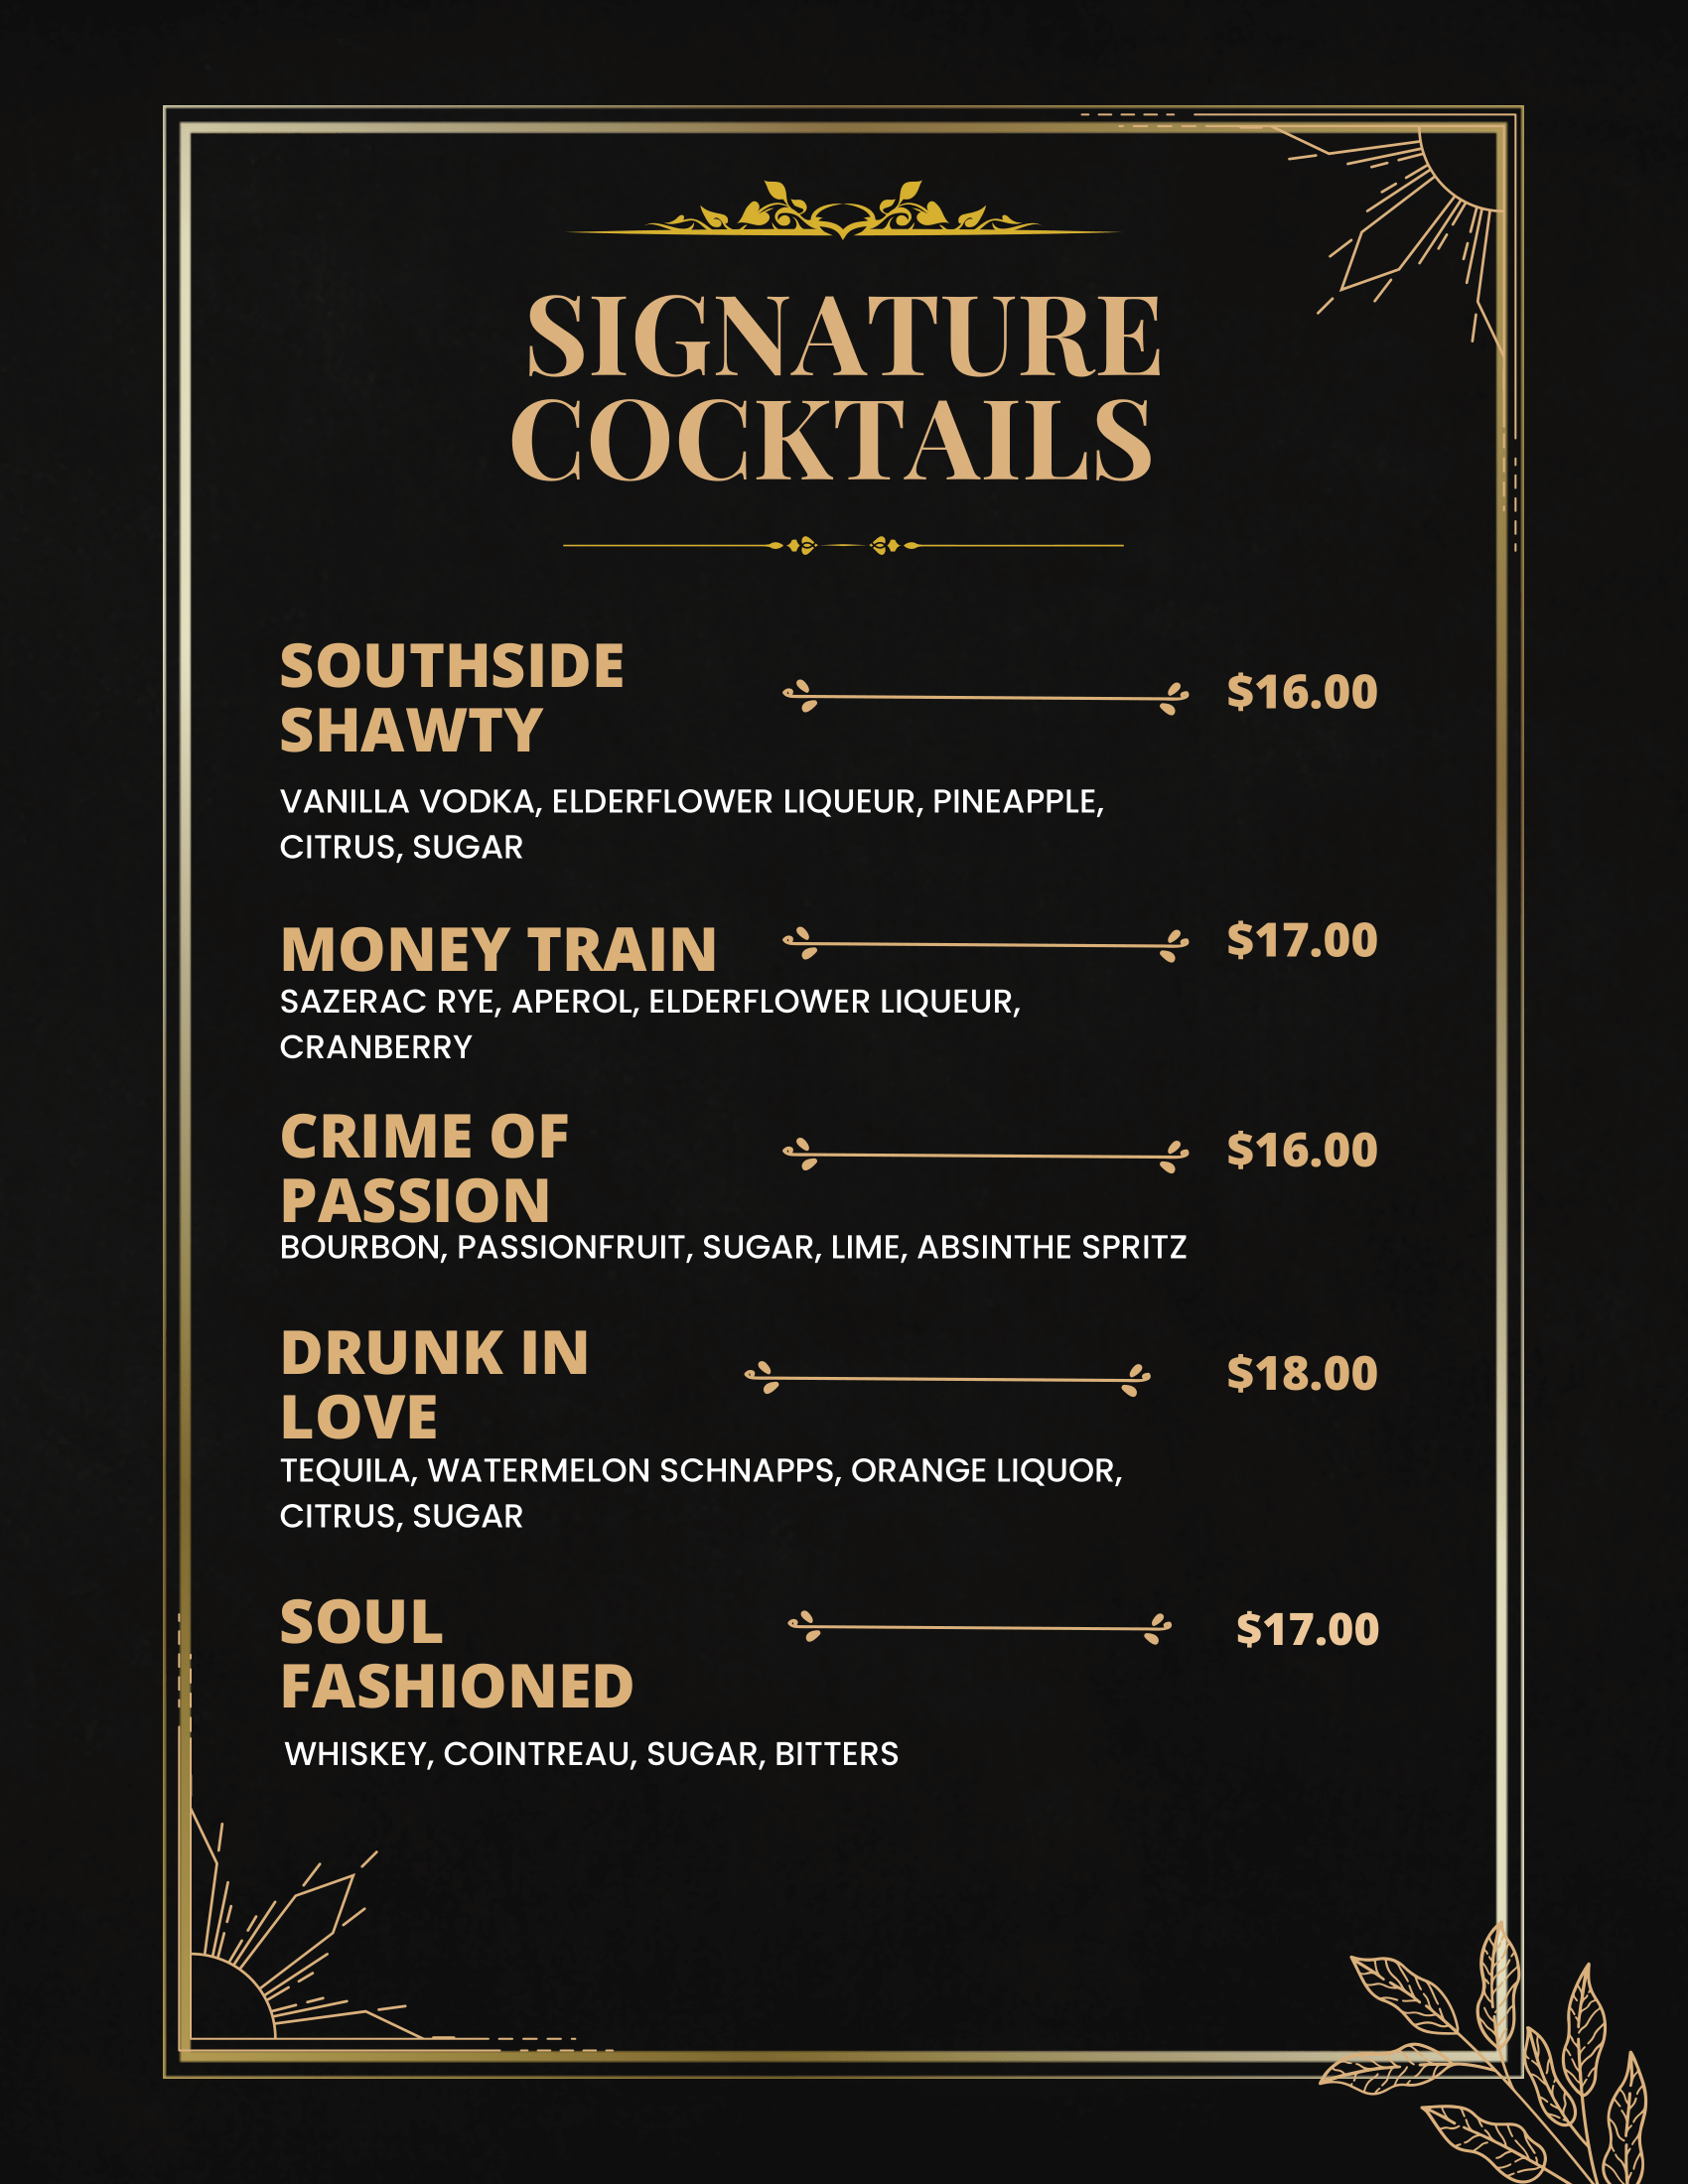 SIGNATURE
COCKTAILS
SOUTHSIDE
SHAWTY
$16.00
VANILLA VODKA, ELDERFLOWER LIQUEUR, PINEAPPLE,
CITRUS, SUGAR
MONEY TRAIN
$17.00
SAZERAC RYE, APEROL, ELDERFLOWER LIQUEUR,
CRANBERRY
CRIME OF
PASSION
$16.00
BOURBON, PASSIONFRUIT, SUGAR, LIME, ABSINTHE SPRITZ
DRUNK IN
LOVE
$18.00
TEQUILA, WATERMELON SCHNAPPS, ORANGE LIQUOR,
CITRUS, SUGAR
SOUL
FASHIONED
$17.00
WHISKEY, COINTREAU, SUGAR, BITTERS